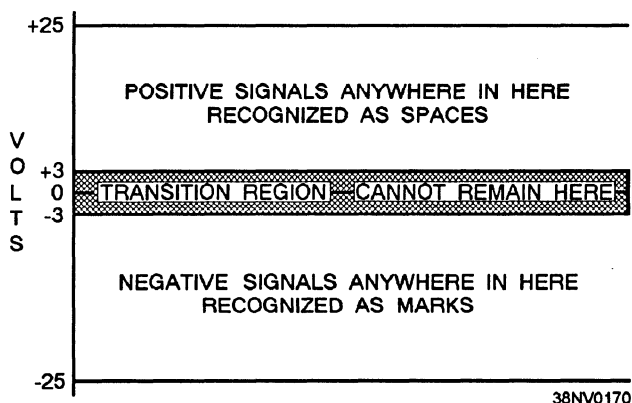 +25
POSITIVE SIGNALS ANYWHERE IN HERE
RECOGNIZED AS SPACES
VOLTS
+3
0
-3
TRANSITION REGION CANNOT REMAIN HERE
NEGATIVE SIGNALS ANYWHERE IN HERE
RECOGNIZED AS MARKS
-25
38NV0170